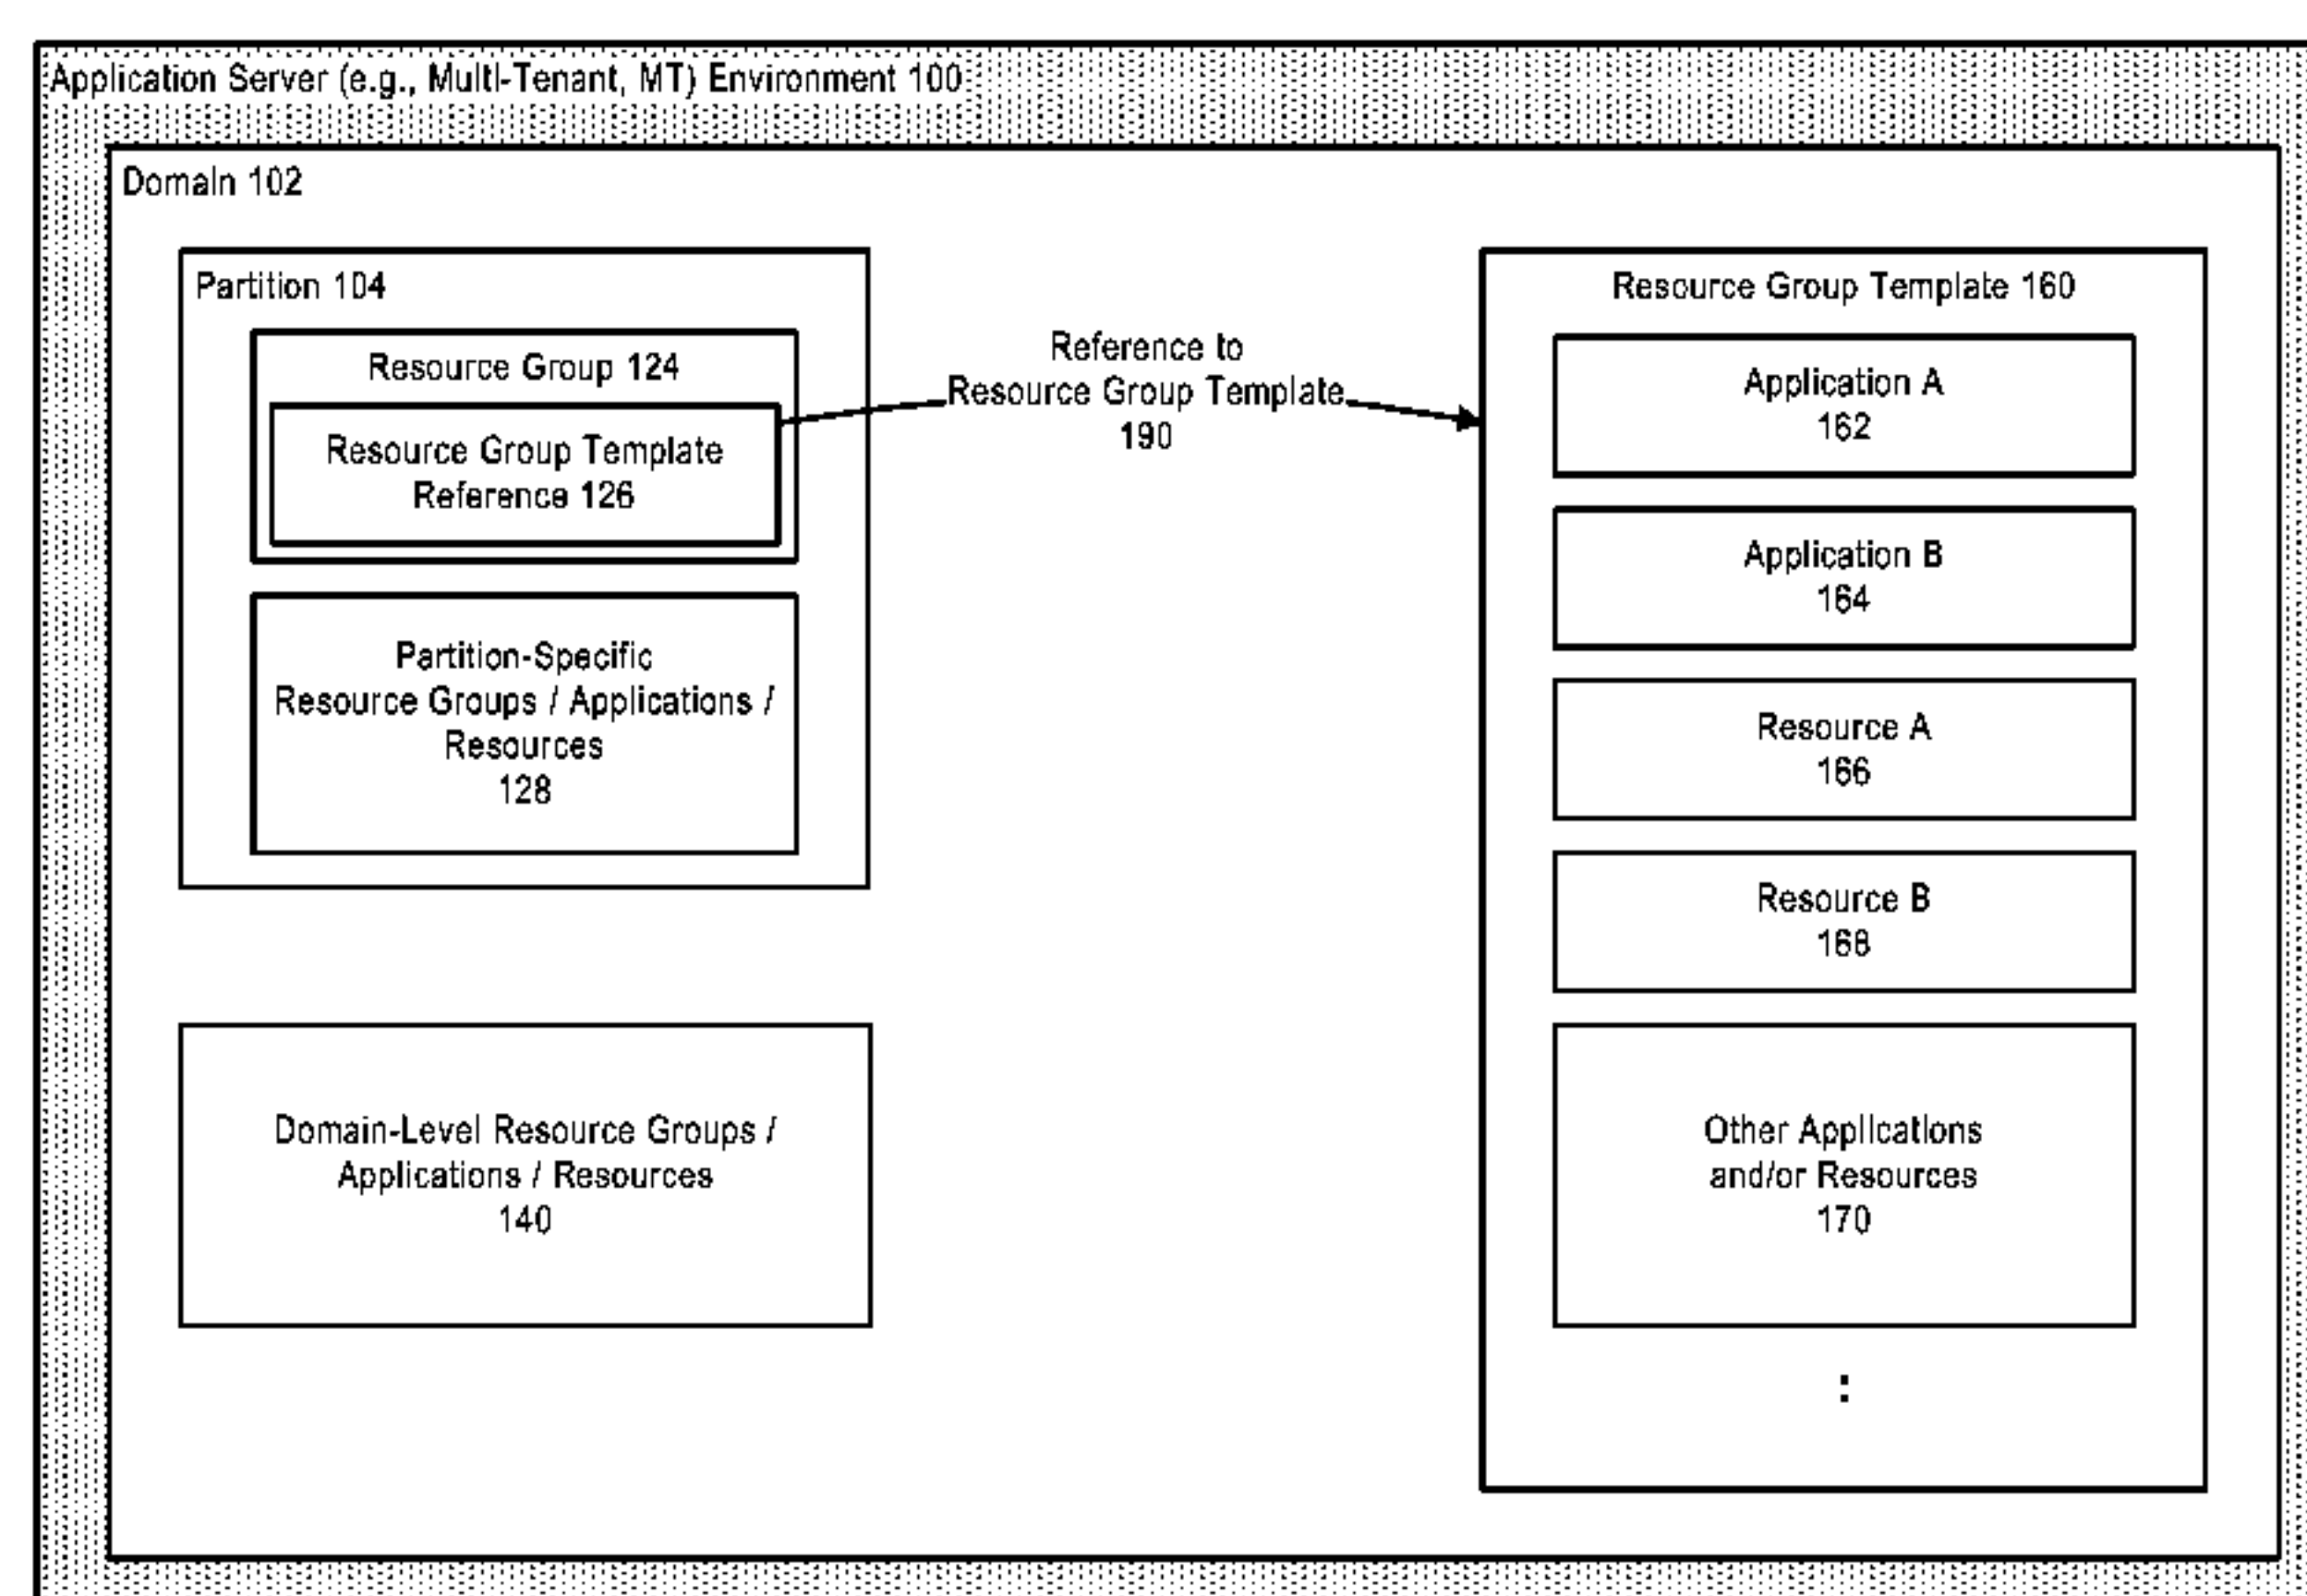 Application Server (e.g., Multi-Tenant, MT) Environment 100
Domain 102
Partition 104
Resource Group 124
Resource Group Template
Reference 126
Partition-Specific
Resource Groups / Applications /
Resources
128
Domain-Level Resource Groups /
Applications / Resources
140
Reference to
Resource Group Template
190
Resource Group Template 160
Application A
162
Application B
164
Resource A
166
Resource B
168
Other Applications
and/or Resources
170
: